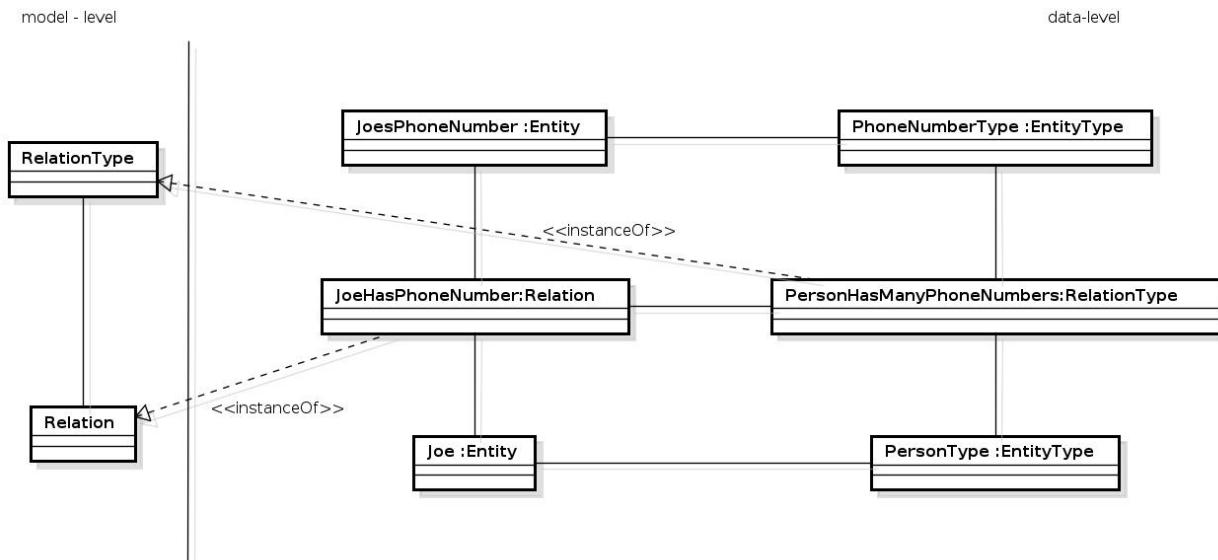 model - level
data-level
JoesPhoneNumber :Entity
PhoneNumberType :EntityType
RelationType
<<instanceOf>>
JoeHasPhoneNumber:Relation
PersonHasManyPhoneNumbers:RelationType
<<instanceOf>>
Relation
Joe :Entity
PersonType :EntityType